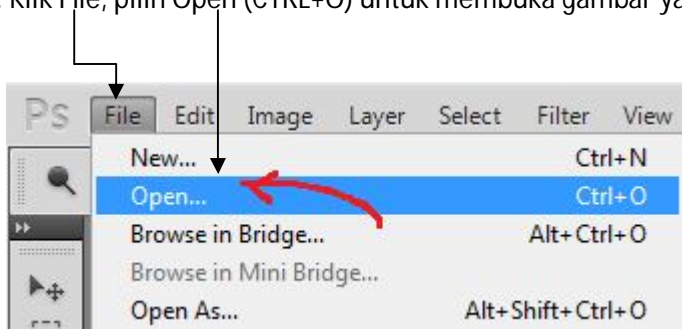 Klik File, pilih Open (CTRL+O) untuk membuka gambar
Ps File Edit Image Layer Select Filter View
New... Ctrl+N
Open... Ctrl+O
Browse in Bridge... Alt+Ctrl+O
Browse in Mini Bridge...
Open As... Alt+Shift+Ctrl+O